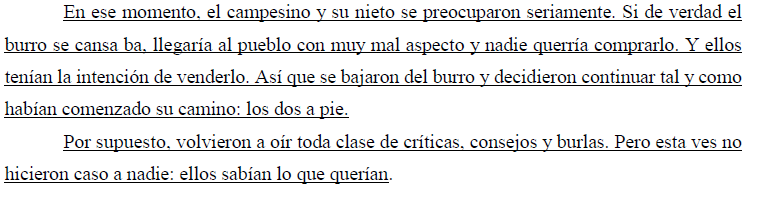 En ese momento, el campesino y su nieto se preocuparon seriamente. Si de verdad el
burro se cansa ba, llegaría al pueblo con muy mal aspecto y nadie querría comprarlo. Y ellos
tenían la intención de venderlo. Así que se bajaron del burro y decidieron continuar tal y como
habían comenzado su camino: los dos a pie.
Por supuesto, volvieron a oír toda clase de críticas, consejos y burlas. Pero esta ves no
hicieron caso a nadie: ellos sabían lo que querían.